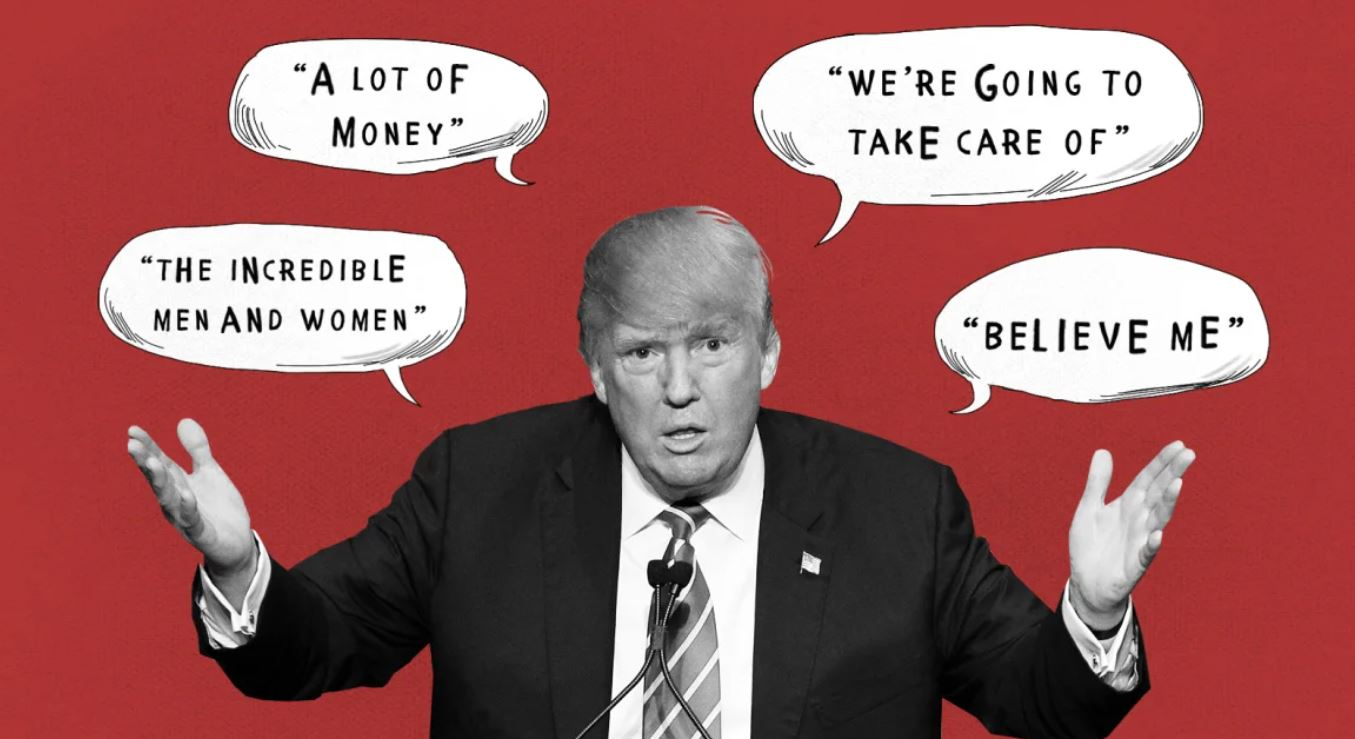 “A LOT OF
MONEY”
“WE’RE GOING TO
TAKE CARE OF”
“THE INCREDIBLE
MEN AND WOMEN”
“BELIEVE ME”